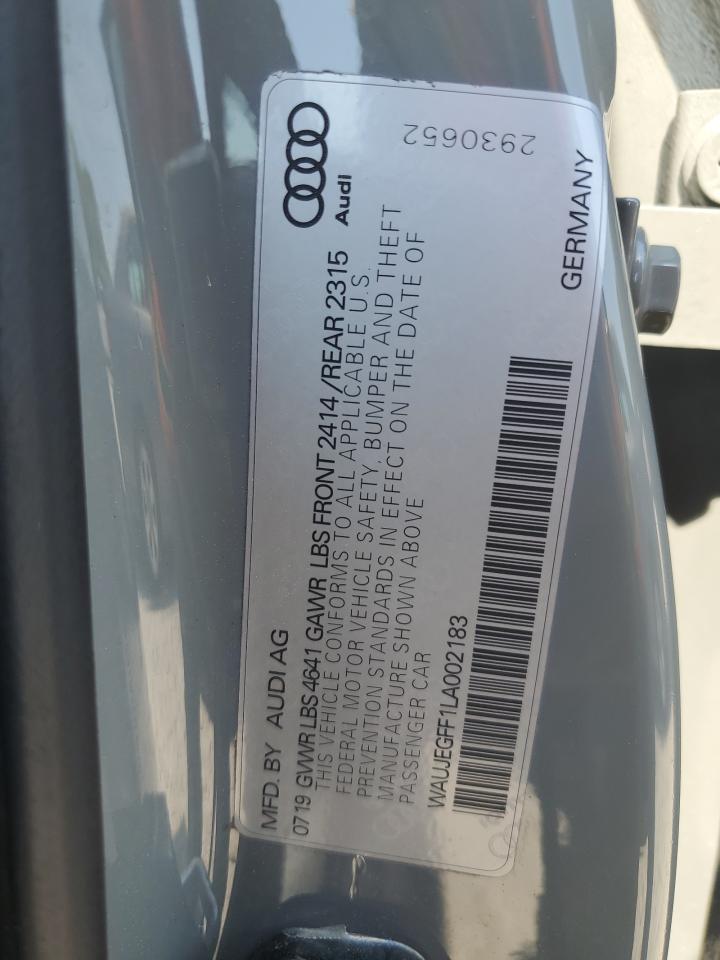 MFD. BY AUDI AG
0719 GVWR LBS 4641 GAWR LBS FRONT 2414/REAR 2315
THIS VEHICLE CONFORMS TO ALL APPLICABLE U.S.
FEDERAL MOTOR VEHICLE SAFETY, BUMPER AND THEFT
PREVENTION STANDARDS IN EFFECT ON THE DATE OF
MANUFACTURE SHOWN ABOVE
PASSENGER CAR
WAUJEGFF1LA002183
Audi
2930652
GERMANY